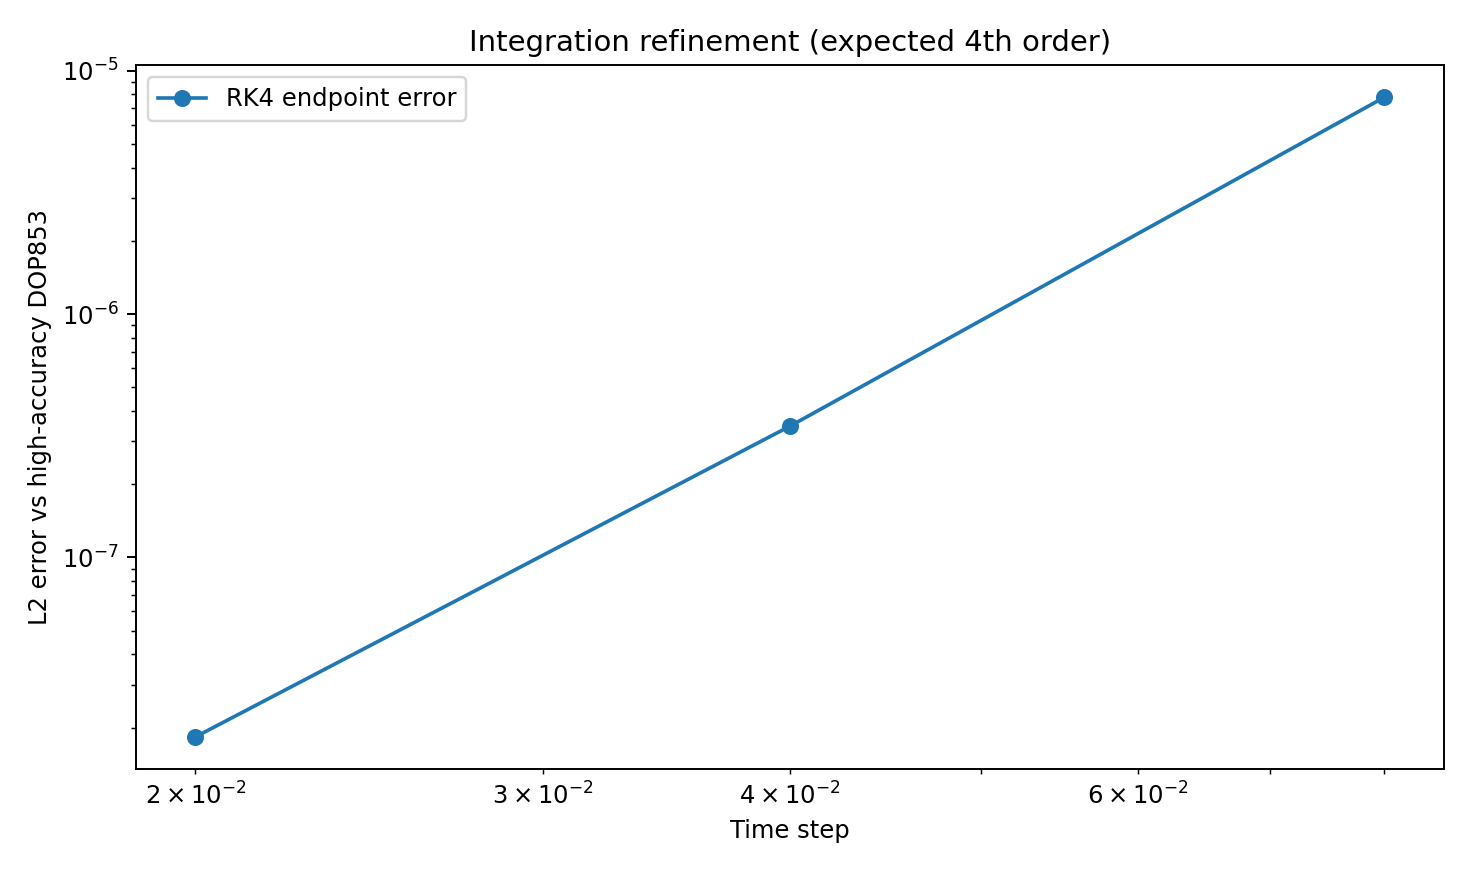 Integration refinement (expected 4th order)
RK4 endpoint error
L2 error vs high-accuracy DOP853
10⁻⁵
10⁻⁶
10⁻⁷
2 × 10⁻²
3 × 10⁻²
4 × 10⁻²
6 × 10⁻²
Time step